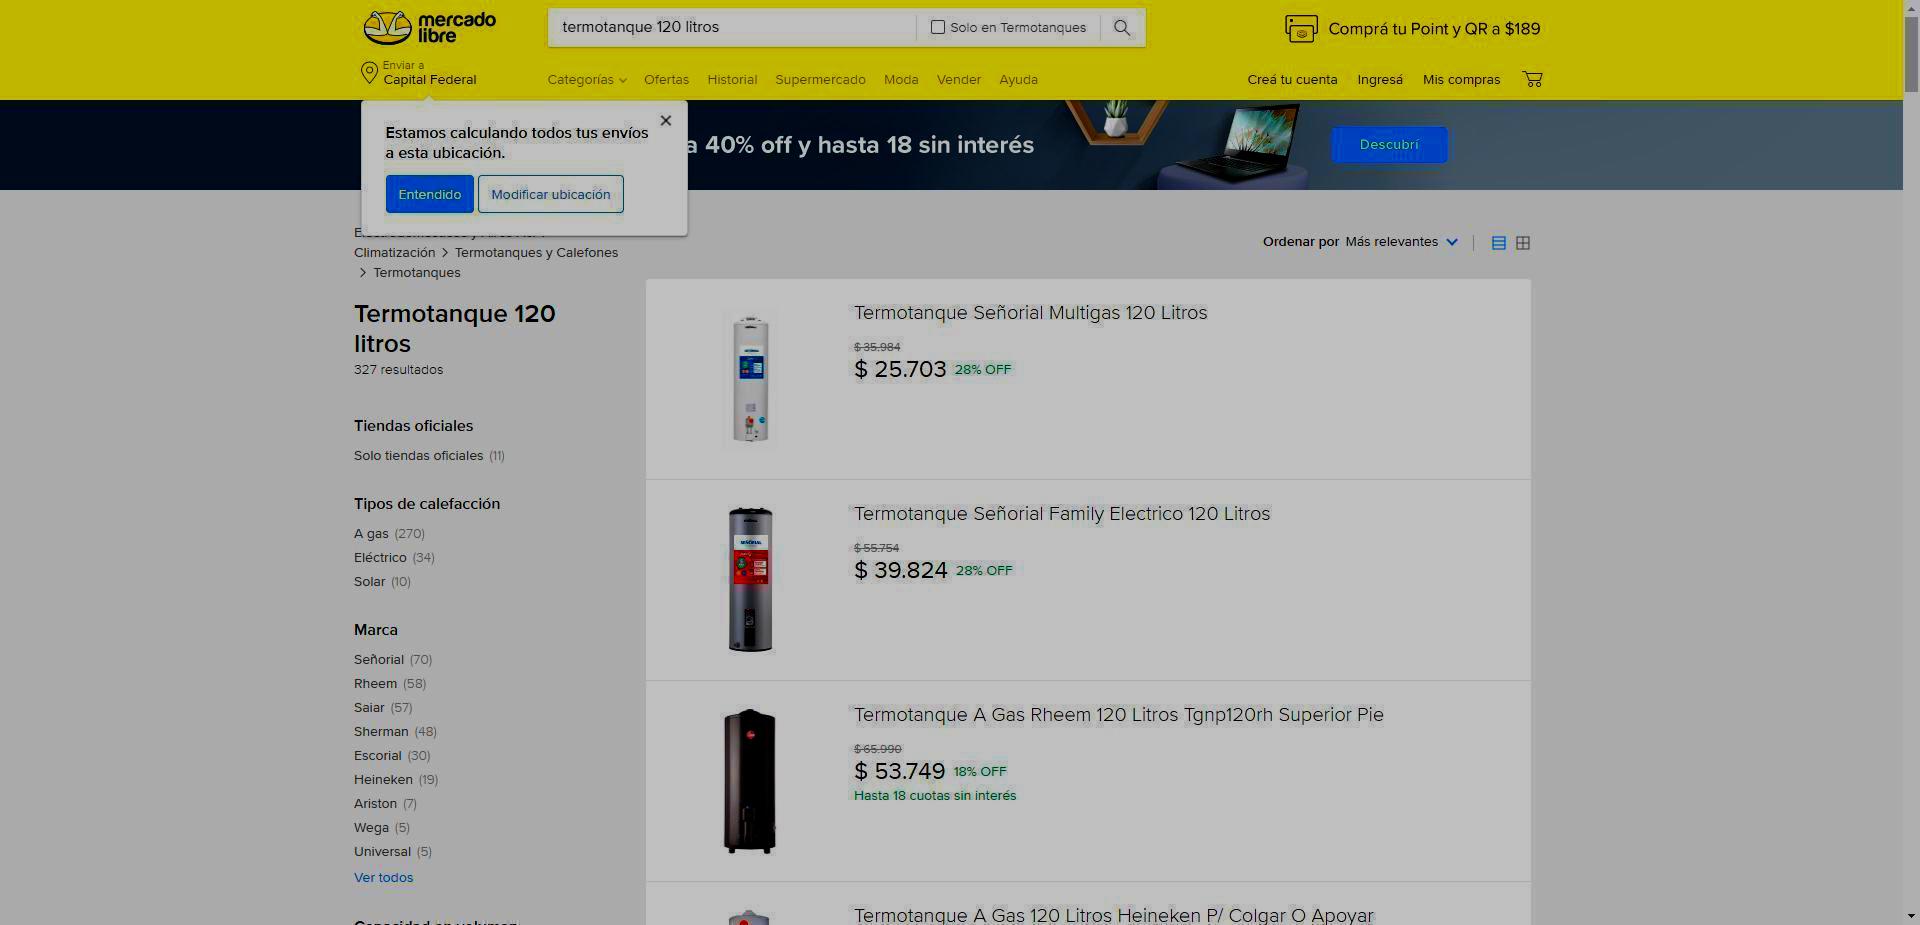 mercado
libre
termotanque 120 litros
Solo en Termotanques
Comprá tu Point y QR a $189
Enviar a
Capital Federal
Categorías
Ofertas
Historial
Supermercado
Moda
Vender
Ayuda
Creá tu cuenta
Ingresá
Mis compras
Estamos calculando todos tus envíos
a esta ubicación.
Entendido
Modificar ubicación
a 40% off y hasta 18 sin interés
Descubrí
Climatización > Termotanques y Calefones
> Termotanques
Ordenar por Más relevantes
Termotanque 120
litros
327 resultados
Tiendas oficiales
Solo tiendas oficiales (11)
Tipos de calefacción
A gas (270)
Eléctrico (34)
Solar (10)
Marca
Señorial (70)
Rheem (58)
Saiar (57)
Sherman (48)
Escorial (30)
Heineken (19)
Ariston (7)
Wega (5)
Universal (5)
Ver todos
Capacidad en volumen
Termotanque Señorial Multigas 120 Litros
$ 35.984
$ 25.703 28% OFF
Termotanque Señorial Family Electrico 120 Litros
$ 55.754
$ 39.824 28% OFF
SEÑORIAL
Termotanque A Gas Rheem 120 Litros Tgnp120rh Superior Pie
$ 65.990
$ 53.749 18% OFF
Hasta 18 cuotas sin interés
Termotanque A Gas 120 Litros Heineken P/ Colgar O Apoyar